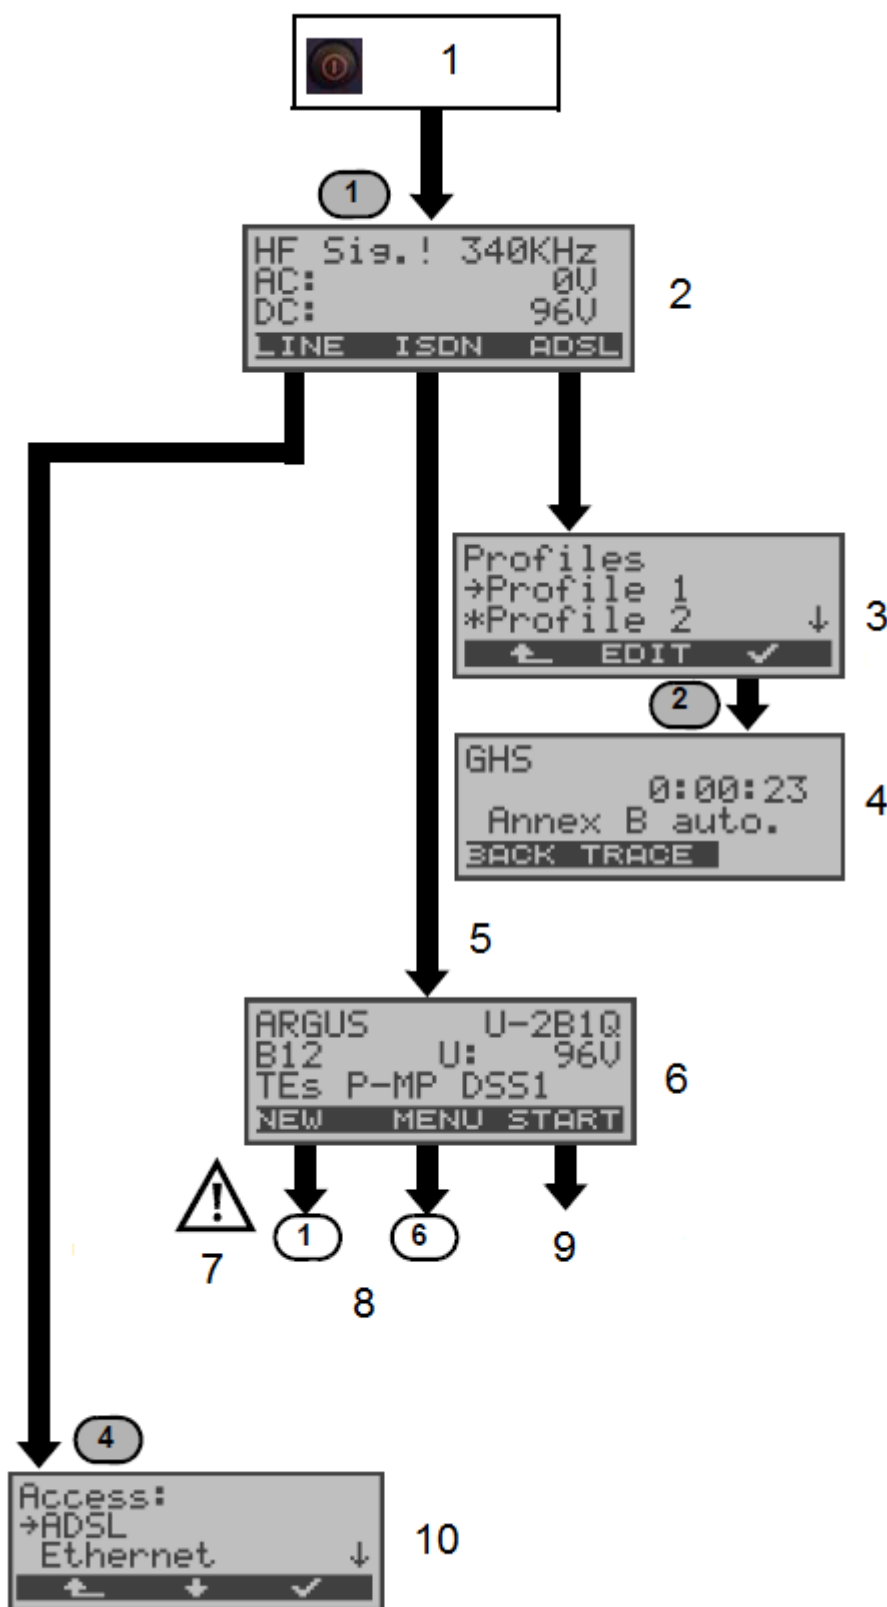 1
1
HF Sig.! 340KHz
AC: 0V
DC: 96V
LINE ISDN ADSL
2
Profiles
→Profile 1
*Profile 2 ↓
EDIT ✓
3
2
GHS
0:00:23
Annex B auto.
BACK TRACE
4
5
ARGUS U-2B1Q
B12 U: 96V
TEs P-MP DSS1
NEW MENU START
6
!
7
1
6
8
9
4
Access:
→ADSL
Ethernet ↓
10